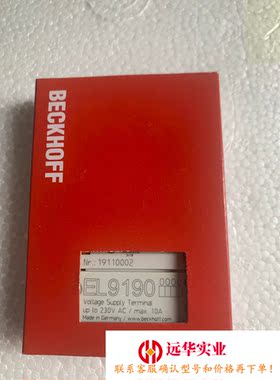 BECKHOFF
Nr.: 19110002
EL9190
Voltage Supply Terminal
up to 230V AC / max. 10A
Made in Germany / www.beckhoff.com
远华实业
联系客服确认型号和价格再下单!